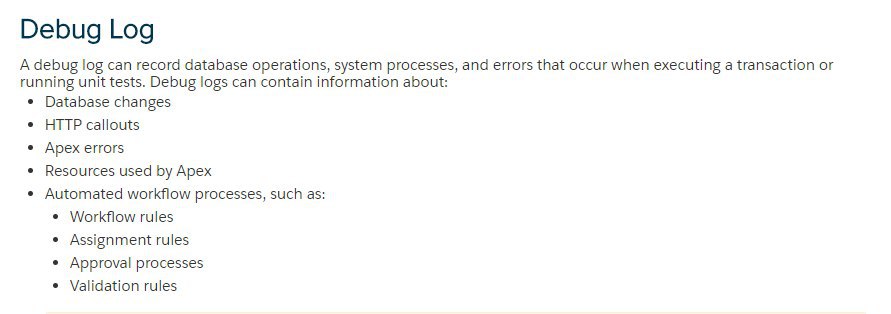 Debug Log
A debug log can record database operations, system processes, and errors that occur when executing a transaction or
running unit tests. Debug logs can contain information about:
• Database changes
• HTTP callouts
• Apex errors
• Resources used by Apex
• Automated workflow processes, such as:
• Workflow rules
• Assignment rules
• Approval processes
• Validation rules